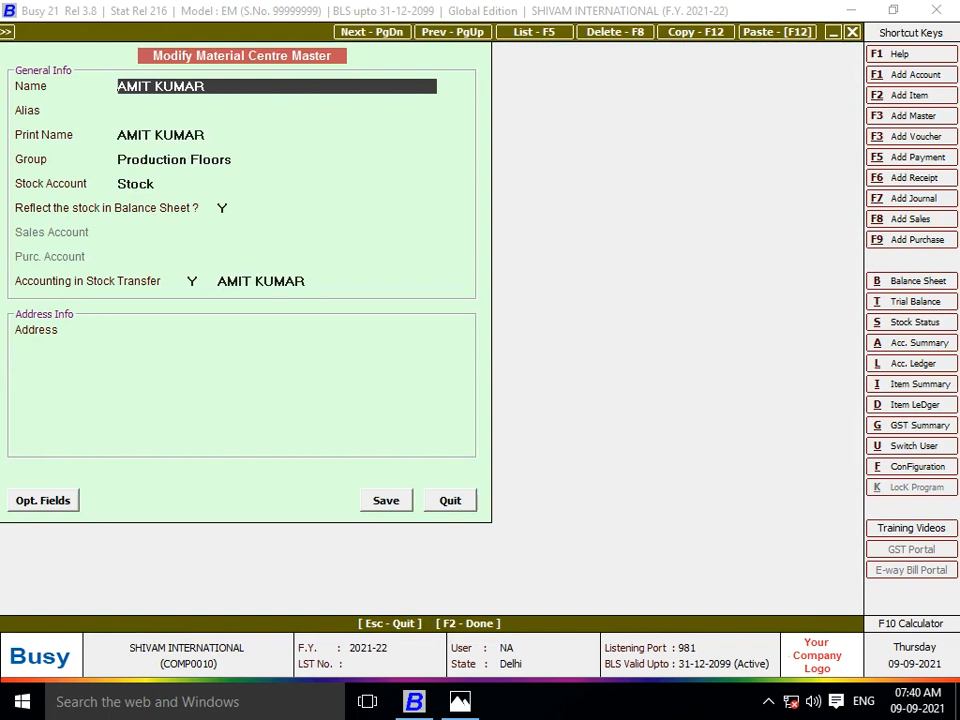 Busy 21 Rel 3.8 | Stat Rel 216 | Model : EM (S.No. 99999999) | BLS upto 31-12-2099 | Global Edition | SHIVAM INTERNATIONAL (F.Y. 2021-22)
>> Next - PgDn Prev - PgUp List - F5 Delete - F8 Copy - F12 Paste - [F12]
Modify Material Centre Master
General Info
Name AMIT KUMAR
Alias
Print Name AMIT KUMAR
Group Production Floors
Stock Account Stock
Reflect the stock in Balance Sheet ? Y
Sales Account
Purc. Account
Accounting in Stock Transfer Y AMIT KUMAR
Address Info
Address
Opt. Fields Save Quit
Shortcut Keys
F1 Help
F1 Add Account
F2 Add Item
F3 Add Master
F3 Add Voucher
F5 Add Payment
F6 Add Receipt
F7 Add Journal
F8 Add Sales
F9 Add Purchase
B Balance Sheet
T Trial Balance
S Stock Status
A Acc. Summary
L Acc. Ledger
I Item Summary
D Item LeDger
G GST Summary
U Switch User
F ConFiguration
K LocK Program
Training Videos
GST Portal
E-way Bill Portal
[ Esc - Quit ] [ F2 - Done ]
F10 Calculator
Busy
SHIVAM INTERNATIONAL
(COMP0010)
F.Y. : 2021-22
LST No. :
User : NA
State : Delhi
Listening Port : 981
BLS Valid Upto : 31-12-2099 (Active)
Your
Company
Logo
Thursday
09-09-2021
Search the web and Windows
ENG
07:40 AM
09-09-2021